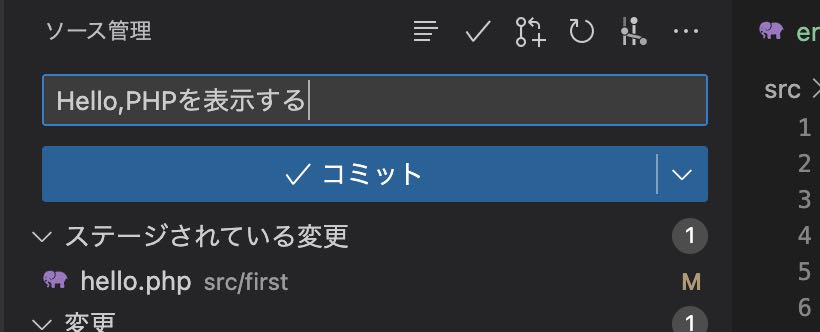 ソース管理
Hello,PHPを表示する
コミット
ステージされている変更 1
hello.php src/first M
変更 1
er
src
1
2
3
4
5
6